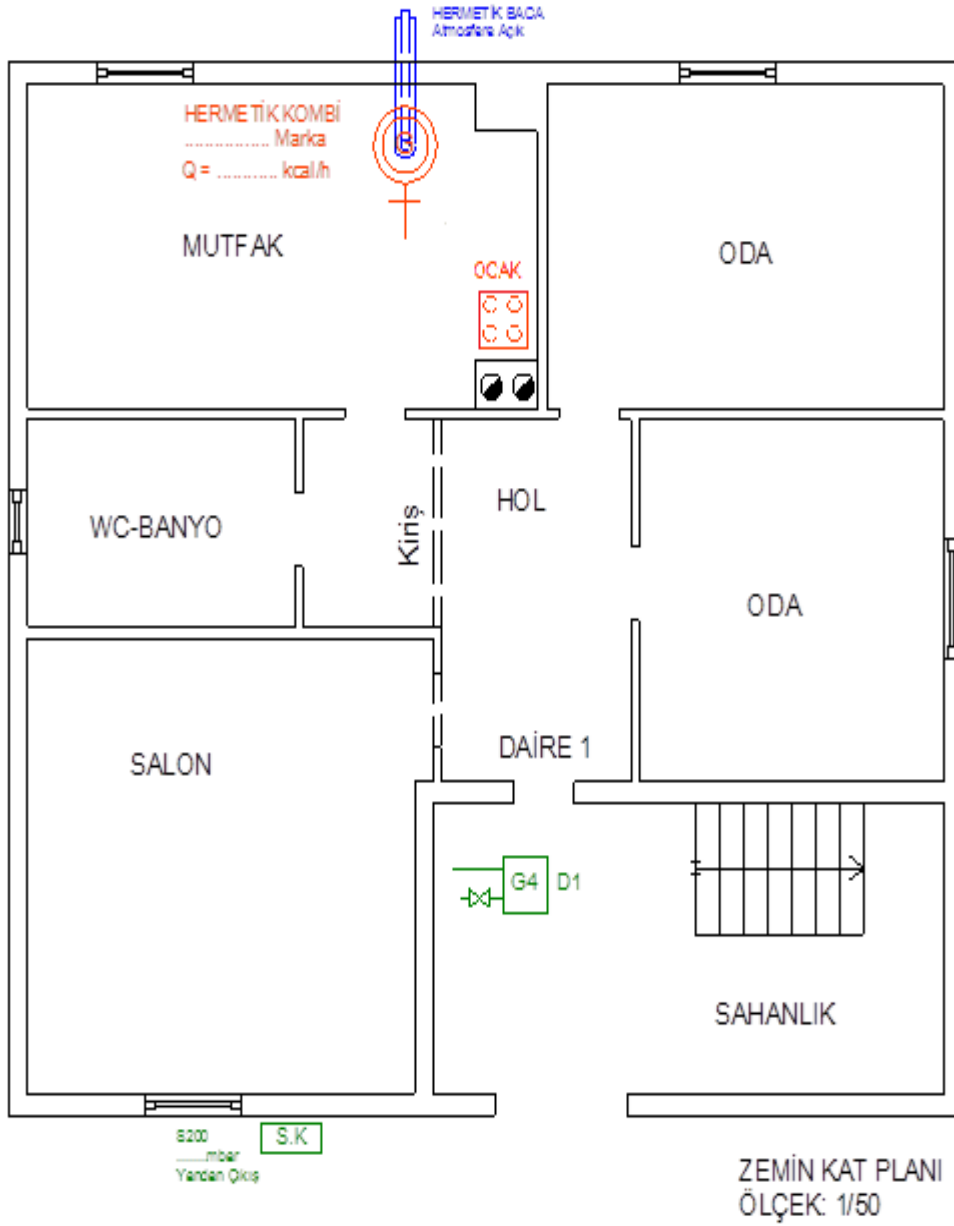 HERMETİK BACA
Atmosfere Açık
HERMETİK KOMBİ
................. Marka
Q = ............ kcal/h
MUTFAK
ODA
OCAK
WC-BANYO
Kiriş
HOL
ODA
SALON
DAİRE 1
G4 D1
SAHANLIK
S200
S.K
.......mbar
Yandan Çıkış
ZEMİN KAT PLANI
ÖLÇEK: 1/50